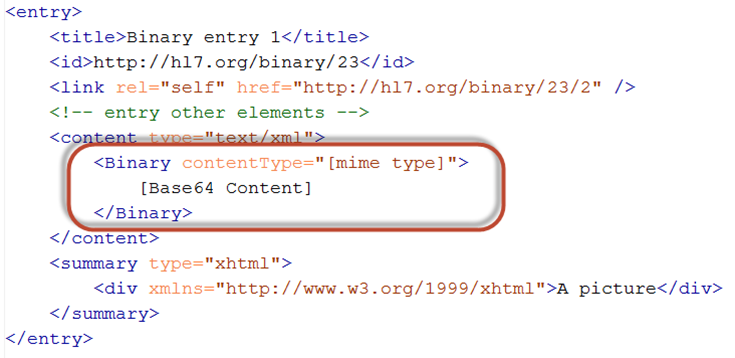 <entry>
<title>Binary entry 1</title>
<id>http://hl7.org/binary/23</id>
<link rel="self" href="http://hl7.org/binary/23/2" />
<!-- entry other elements -->
<content type="text/xml">
<Binary contentType="[mime type]">
[Base64 Content]
</Binary>
</content>
<summary type="xhtml">
<div xmlns="http://www.w3.org/1999/xhtml">A picture</div>
</summary>
</entry>